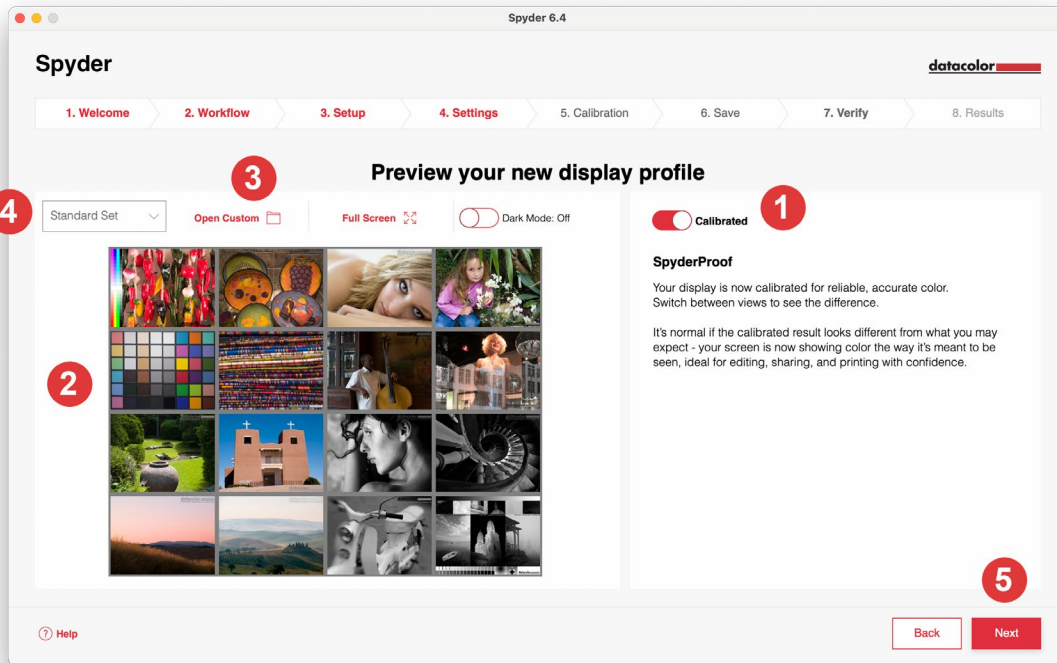 Spyder 6.4
Spyder
datacolor
1. Welcome
2. Workflow
3. Setup
4. Settings
5. Calibration
6. Save
7. Verify
8. Results
Preview your new display profile
4
Standard Set
3
Open Custom
Full Screen
Dark Mode: Off
2
Calibrated
1
SpyderProof
Your display is now calibrated for reliable, accurate color.
Switch between views to see the difference.
It's normal if the calibrated result looks different from what you may
expect - your screen is now showing color the way it's meant to be
seen, ideal for editing, sharing, and printing with confidence.
5
? Help
Back
Next